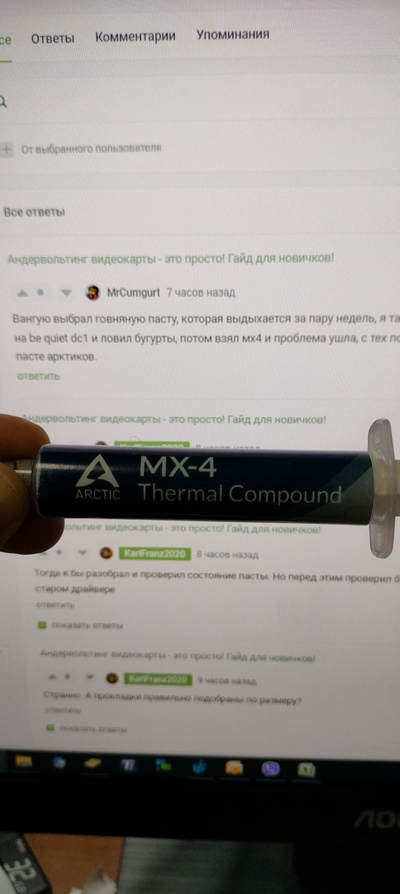 се Ответы Комментарии Упоминания
От выбранного пользователя
Все ответы
Андервольтинг видеокарты - это просто! Гайд для новичков!
MrCumgurt 7 часов назад
Вангую выбрал говняную пасту, которая выдыхается за пару недель, я та
на be quiet dc1 и ловил бугурты, потом взял мх4 и проблема ушла, с тех по
пасте арктиков.
ответить
Андервольтинг видеокарты - это просто! Гайд для новичков!
MX-4
ARCTIC Thermal Compound
ольтинг видеокарты - это просто! Гайд для новичков!
KarlFranz2020 8 часов назад
Тогда я бы разобрал и проверил состояние пасты. Но перед этим проверил б
старом драйвере
ответить
показать ответы
Андервольтинг видеокарты - это просто! Гайд для новичков!
KarlFranz2020 9 часов назад
Странно. А прокладки правильно подобраны по размеру?
ответить
показать ответы